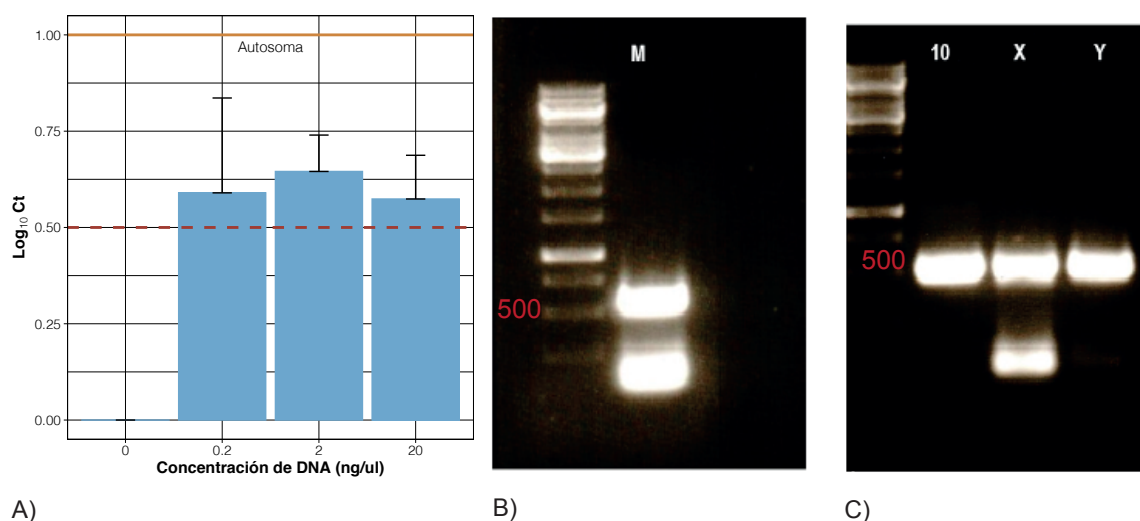 1.00
Autosoma
0.75
0.50
0.25
0.00
Log10 Ct
0
0.2
2
20
Concentración de DNA (ng/ul)
A)
M
500
B)
10 X Y
500
C)